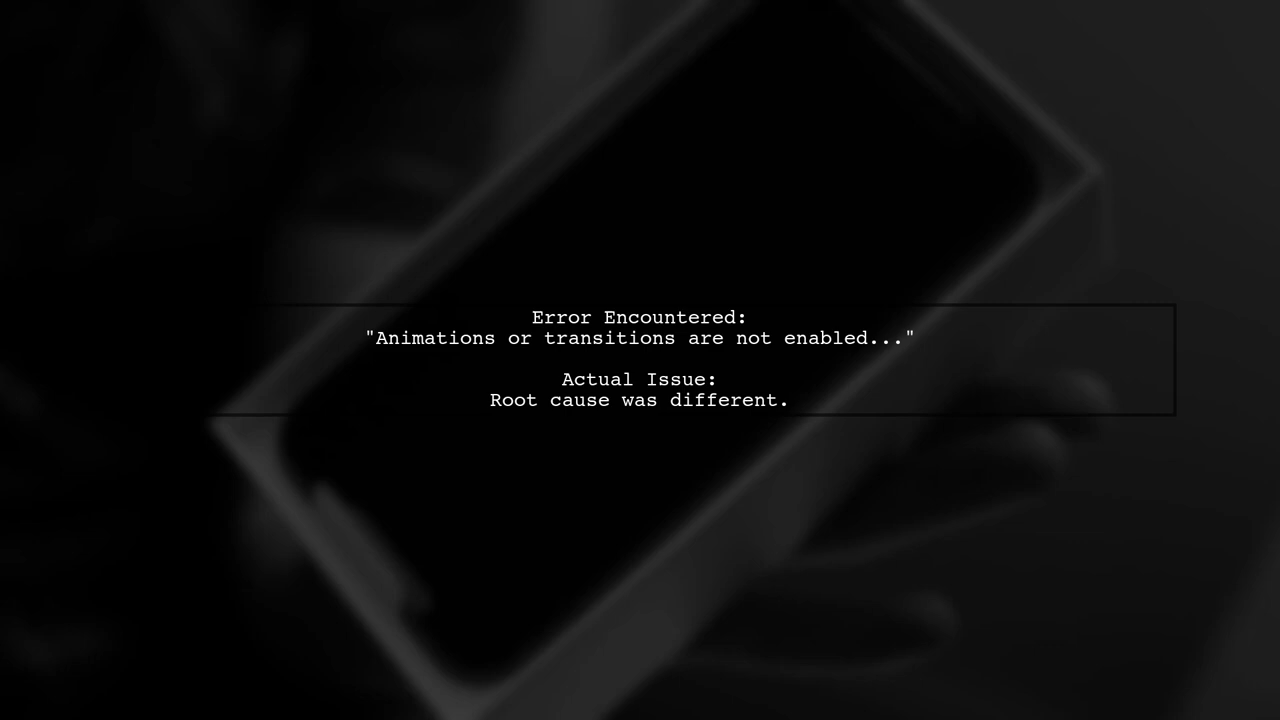 Error Encountered:
"Animations or transitions are not enabled..."
Actual Issue:
Root cause was different.